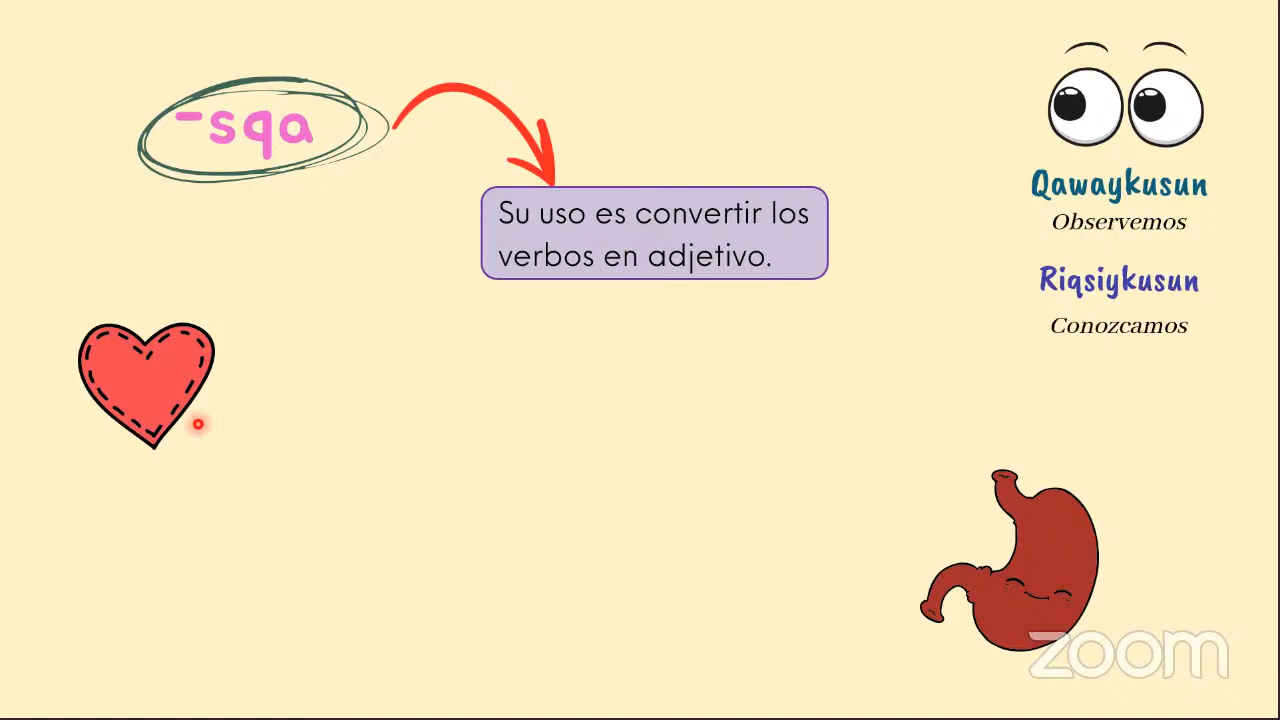 -sqa
Su uso es convertir los
verbos en adjetivo.
Qawaykusun
Observemos
Riqsiykusun
Conozcamos
zoom